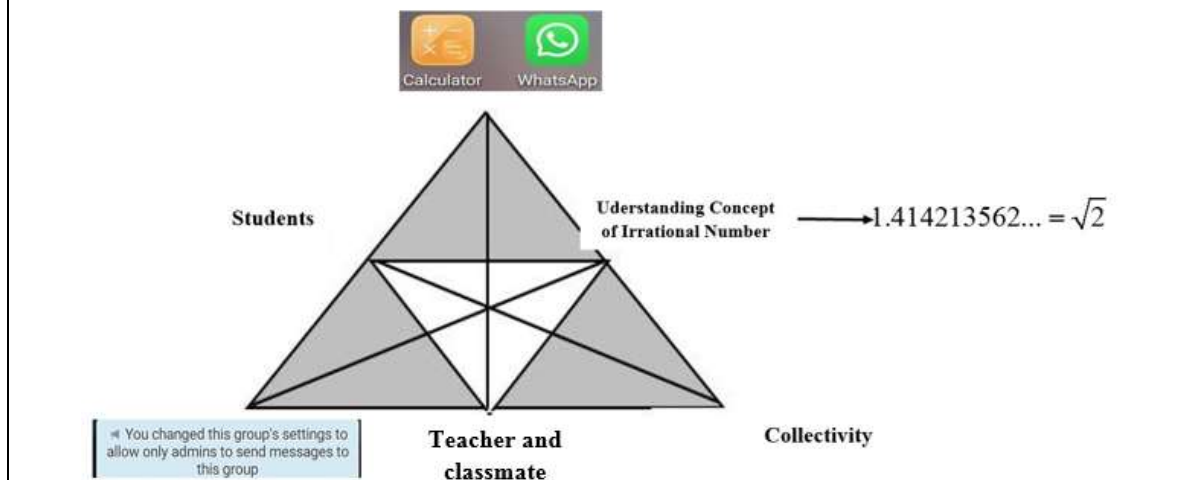 Calculator WhatsApp
Students
Uderstanding Concept
of Irrational Number
1.414213562... = √2
You changed this group's settings to
allow only admins to send messages to
this group
Teacher and
classmate
Collectivity